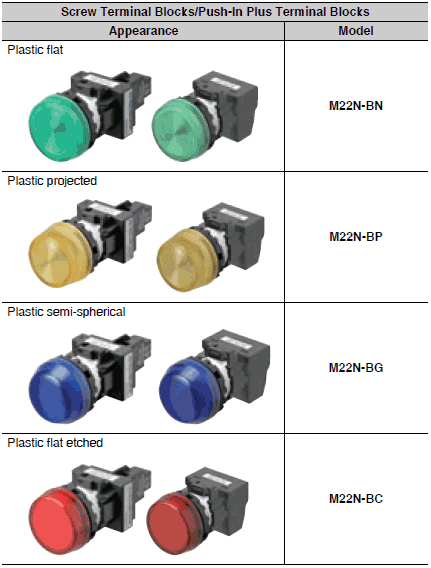 Screw Terminal Blocks/Push-In Plus Terminal Blocks
Appearance Model
Plastic flat
M22N-BN
Plastic projected
M22N-BP
Plastic semi-spherical
M22N-BG
Plastic flat etched
M22N-BC